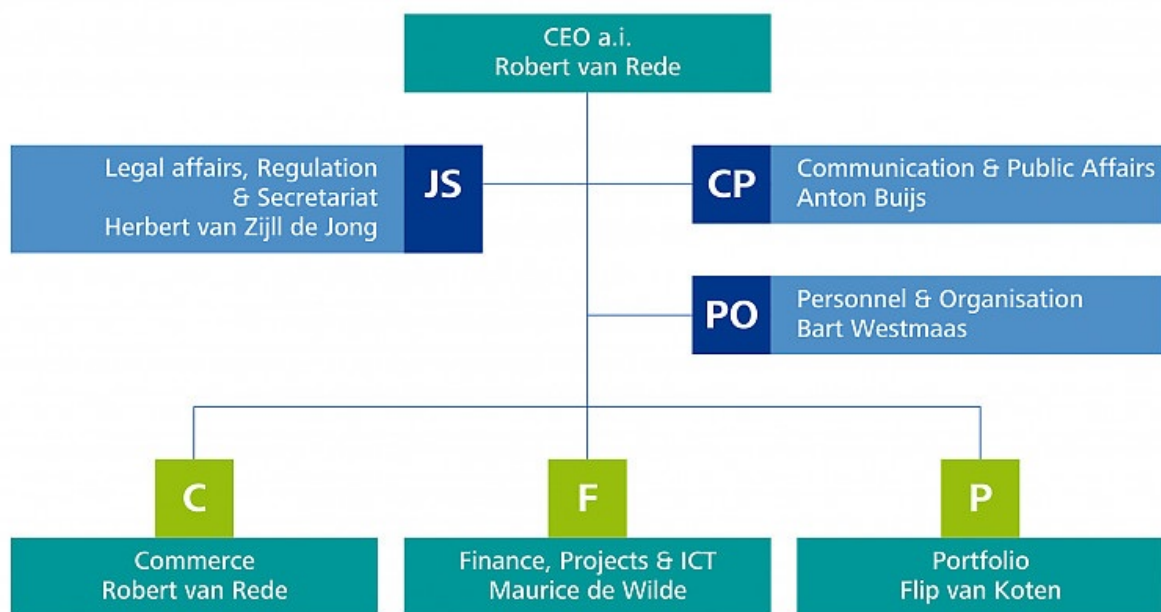 CEO a.i.
Robert van Rede
Legal affairs, Regulation
& Secretariat
Herbert van Zijll de Jong
JS
CP
Communication & Public Affairs
Anton Buijs
PO
Personnel & Organisation
Bart Westmaas
C
Commerce
Robert van Rede
F
Finance, Projects & ICT
Maurice de Wilde
P
Portfolio
Flip van Koten